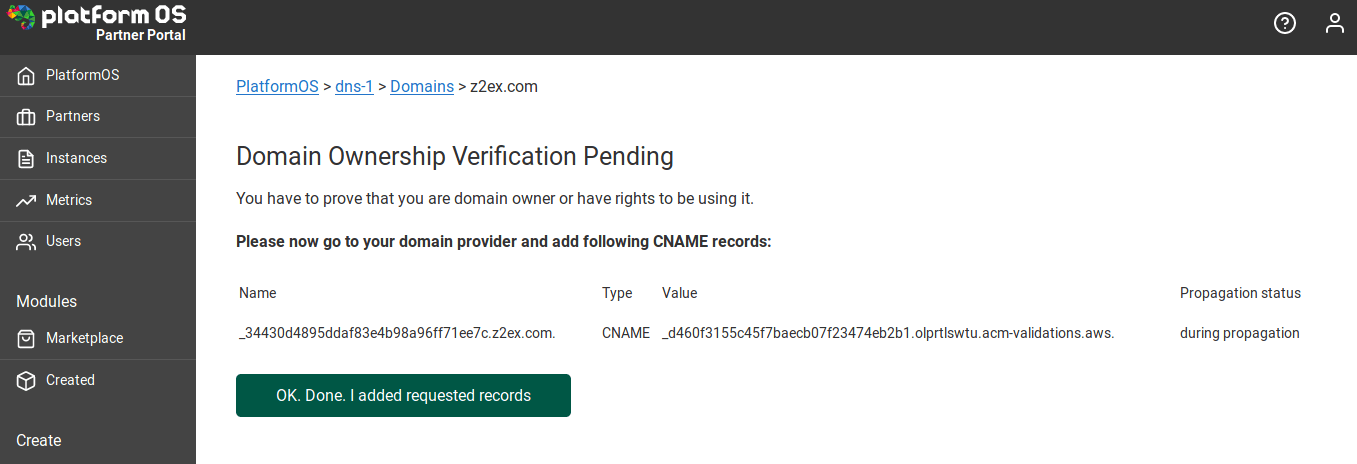 platform OS
Partner Portal
PlatformOS
Partners
Instances
Metrics
Users
Modules
Marketplace
Created
Create
PlatformOS > dns-1 > Domains > z2ex.com
Domain Ownership Verification Pending
You have to prove that you are domain owner or have rights to be using it.
Please now go to your domain provider and add following CNAME records:
Name Type Value Propagation status
_34430d4895ddaf83e4b98a96ff71ee7c.z2ex.com. CNAME _d460f3155c45f7baecb07f23474eb2b1.olprtlswtu.acm-validations.aws. during propagation
OK. Done. I added requested records